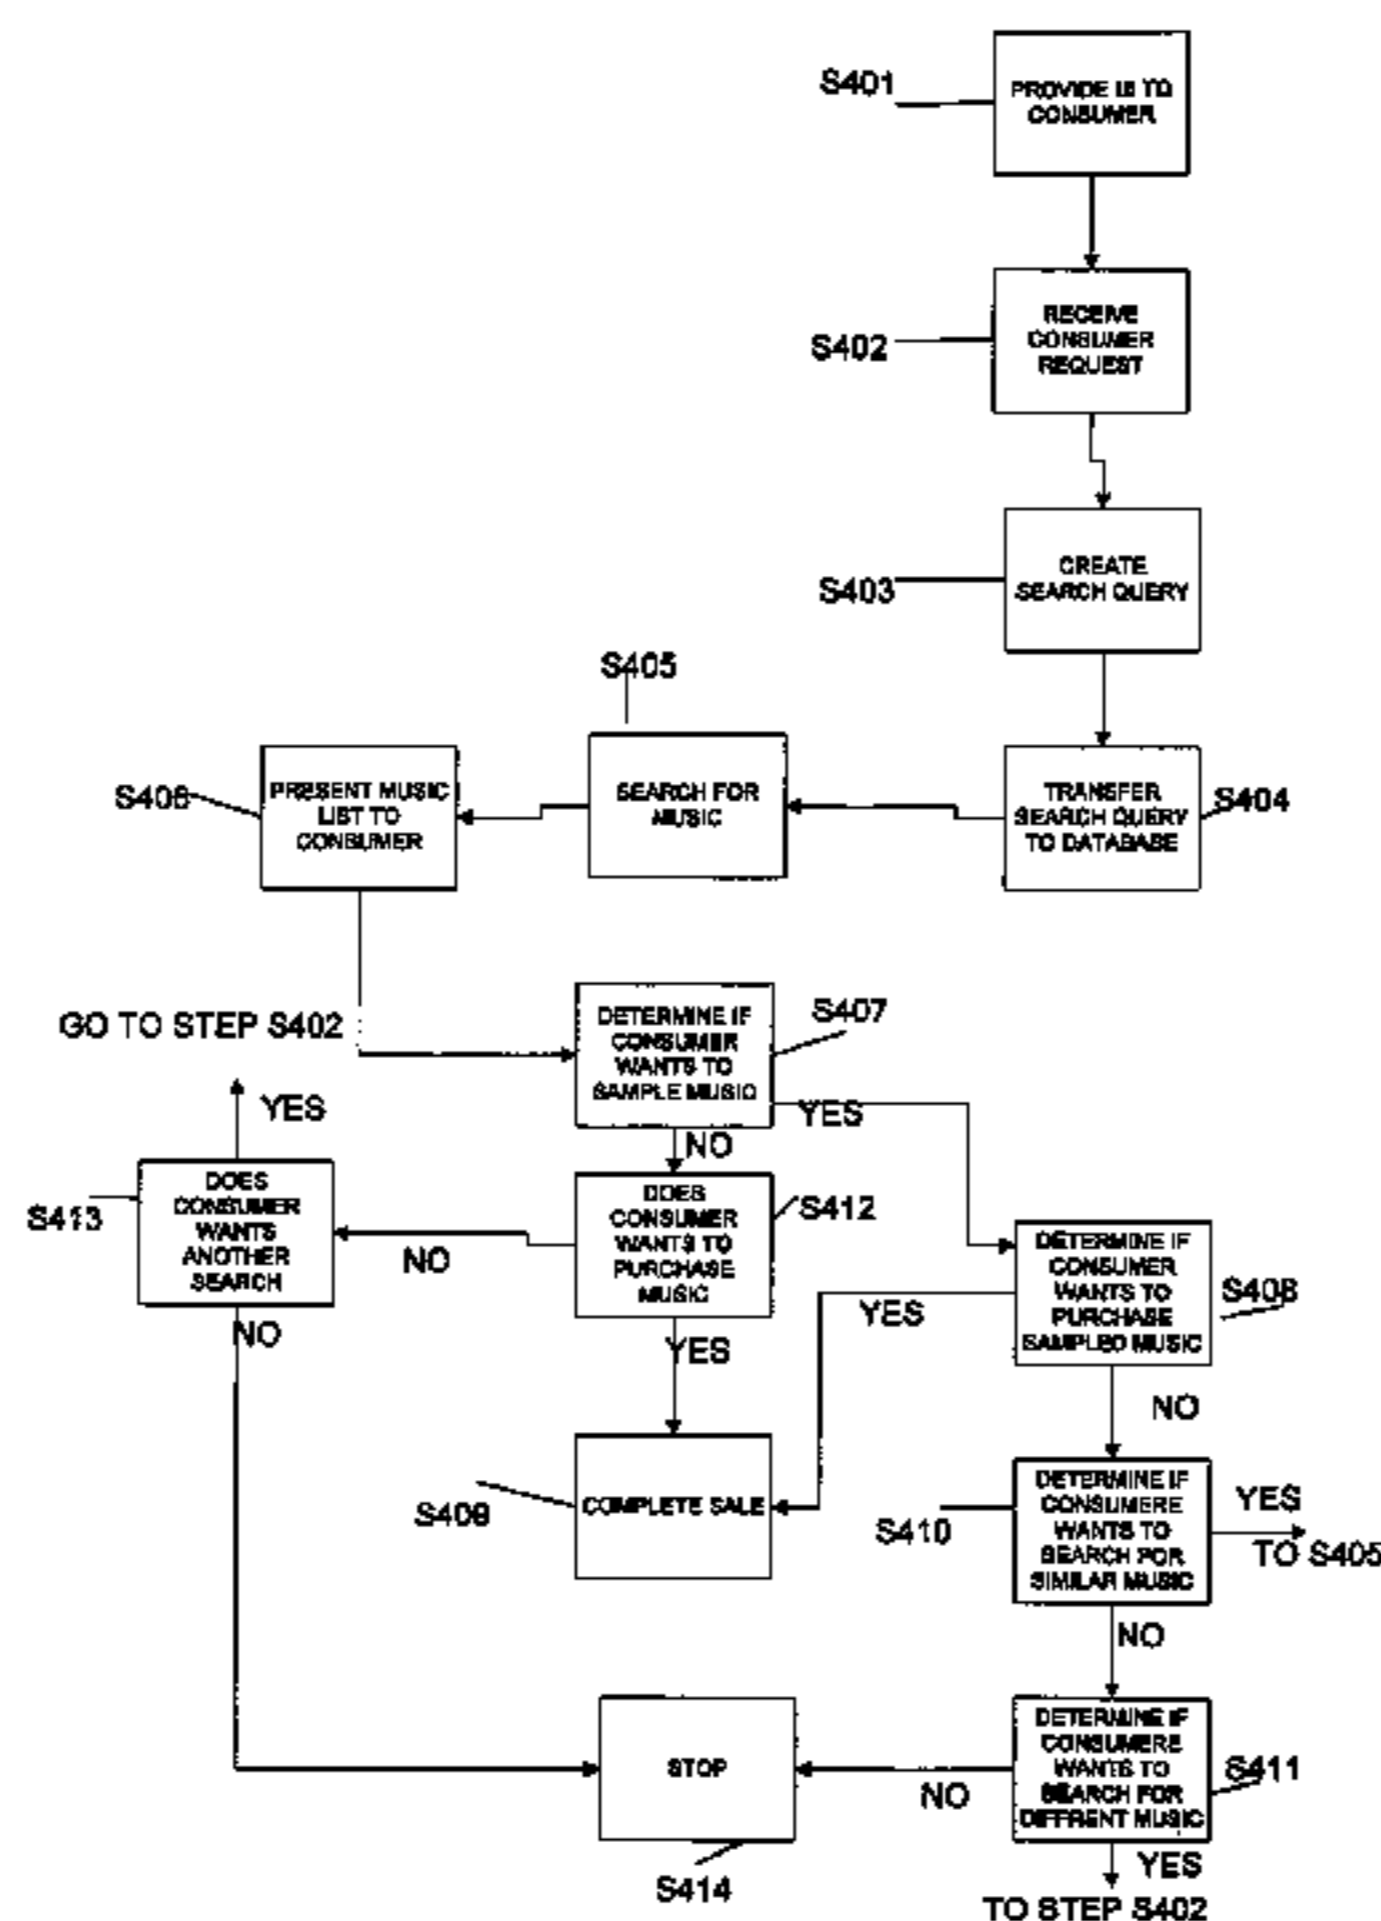 S401
PROVIDE UI TO
CONSUMER
S402
RECEIVE
CONSUMER
REQUEST
S403
CREATE
SEARCH QUERY
S405
S406
PRESENT MUSIC
LIST TO
CONSUMER
SEARCH FOR
MUSIC
TRANSFER
SEARCH QUERY
TO DATABASE
S404
GO TO STEP S402
DETERMINE IF
CONSUMER
WANTS TO
SAMPLE MUSIC
S407
YES
YES
NO
S413
DOES
CONSUMER
WANTS
ANOTHER
SEARCH
NO
DOES
CONSUMER
WANTS TO
PURCHASE
MUSIC
S412
DETERMINE IF
CONSUMER
WANTS TO
PURCHASE
SAMPLED MUSIC
S408
NO
YES
YES
NO
S409
COMPLETE SALE
S410
DETERMINE IF
CONSUMERE
WANTS TO
SEARCH FOR
SIMILAR MUSIC
YES
TO S405
NO
STOP
NO
DETERMINE IF
CONSUMERE
WANTS TO
SEARCH FOR
DIFFRENT MUSIC
S411
S414
YES
TO STEP S402